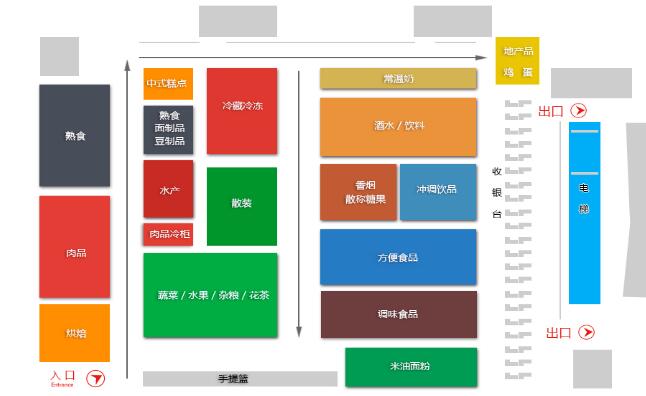 地产品
鸡 蛋
中式糕点
冷藏冷冻
常温奶
熟食
熟食
面制品
豆制品
酒水 / 饮料
出口
水产
散装
香烟
散称糖果
冲调饮品
收
银
台
电
梯
肉品
肉品冷柜
方便食品
蔬菜 / 水果 / 杂粮 / 花茶
调味食品
烘焙
出口
米油面粉
入口
Entrance
手提篮